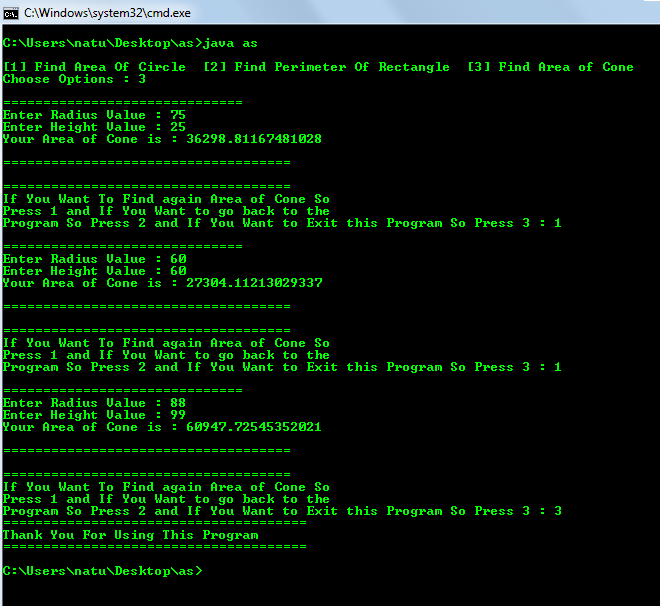 C:\Windows\system32\cmd.exe
C:\Users\natu\Desktop\as>java as
[1] Find Area Of Circle  [2] Find Perimeter Of Rectangle  [3] Find Area of Cone
Choose Options : 3
==============================
Enter Radius Value : 75
Enter Height Value : 25
Your Area of Cone is : 36298.81167481028
====================================
====================================
If You Want To Find again Area of Cone So
Press 1 and If You Want to go back to the
Program So Press 2 and If You Want to Exit this Program So Press 3 : 1
==============================
Enter Radius Value : 60
Enter Height Value : 60
Your Area of Cone is : 27304.11213029337
====================================
====================================
If You Want To Find again Area of Cone So
Press 1 and If You Want to go back to the
Program So Press 2 and If You Want to Exit this Program So Press 3 : 1
==============================
Enter Radius Value : 88
Enter Height Value : 99
Your Area of Cone is : 60947.72545352021
====================================
====================================
If You Want To Find again Area of Cone So
Press 1 and If You Want to go back to the
Program So Press 2 and If You Want to Exit this Program So Press 3 : 3
======================================
Thank You For Using This Program
======================================
C:\Users\natu\Desktop\as>